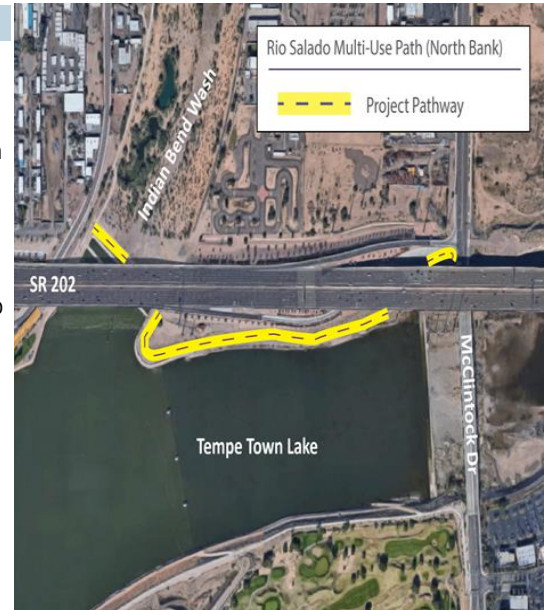 Rio Salado Multi-Use Path (North Bank)
Project Pathway
Indian Bend Wash
SR 202
McClintock Dr
Tempe Town Lake